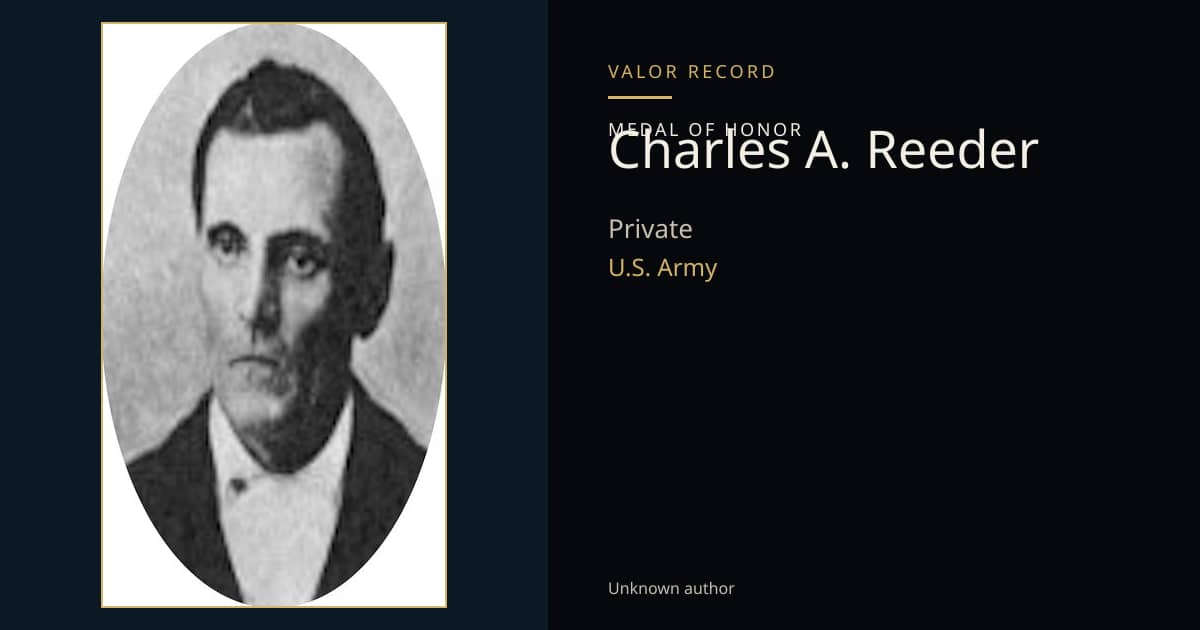 VALOR RECORD
MEDAL OF HONOR
Charles A. Reeder
Private
U.S. Army
Unknown author